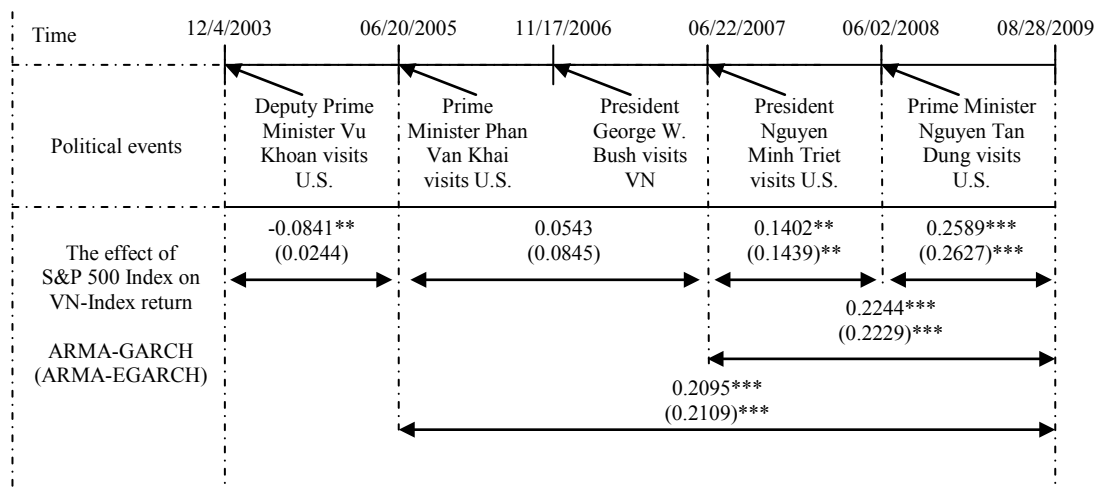 Time 12/4/2003 06/20/2005 11/17/2006 06/22/2007 06/02/2008 08/28/2009
Political events
Deputy Prime
Minister Vu
Khoan visits
U.S.
Prime
Minister Phan
Van Khai
visits U.S.
President
George W.
Bush visits
VN
President
Nguyen
Minh Triet
visits U.S.
Prime Minister
Nguyen Tan
Dung visits
U.S.
The effect of
S&P 500 Index on
VN-Index return
ARMA-GARCH
(ARMA-EGARCH)
-0.0841**
(0.0244)
0.0543
(0.0845)
0.1402**
(0.1439)**
0.2589***
(0.2627)***
0.2244***
(0.2229)***
0.2095***
(0.2109)***